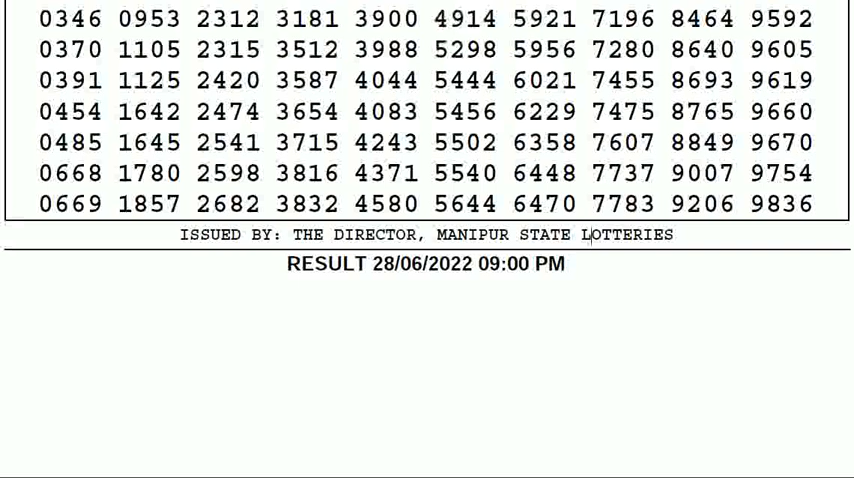 0346 0953 2312 3181 3900 4914 5921 7196 8464 9592
0370 1105 2315 3512 3988 5298 5956 7280 8640 9605
0391 1125 2420 3587 4044 5444 6021 7455 8693 9619
0454 1642 2474 3654 4083 5456 6229 7475 8765 9660
0485 1645 2541 3715 4243 5502 6358 7607 8849 9670
0668 1780 2598 3816 4371 5540 6448 7737 9007 9754
0669 1857 2682 3832 4580 5644 6470 7783 9206 9836
ISSUED BY: THE DIRECTOR, MANIPUR STATE LOTTERIES
RESULT 28/06/2022 09:00 PM